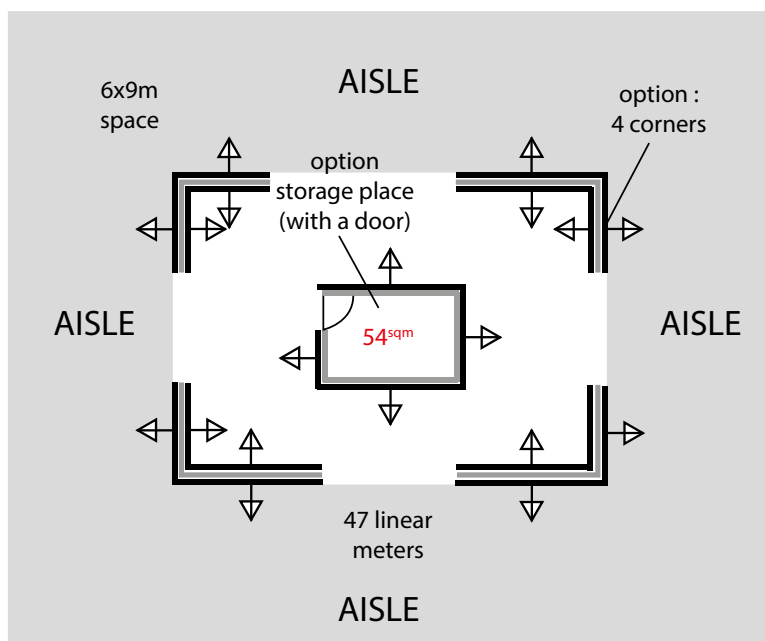 AISLE
6x9m
space
option :
4 corners
option
storage place
(with a door)
AISLE
54sqm
AISLE
47 linear
meters
AISLE